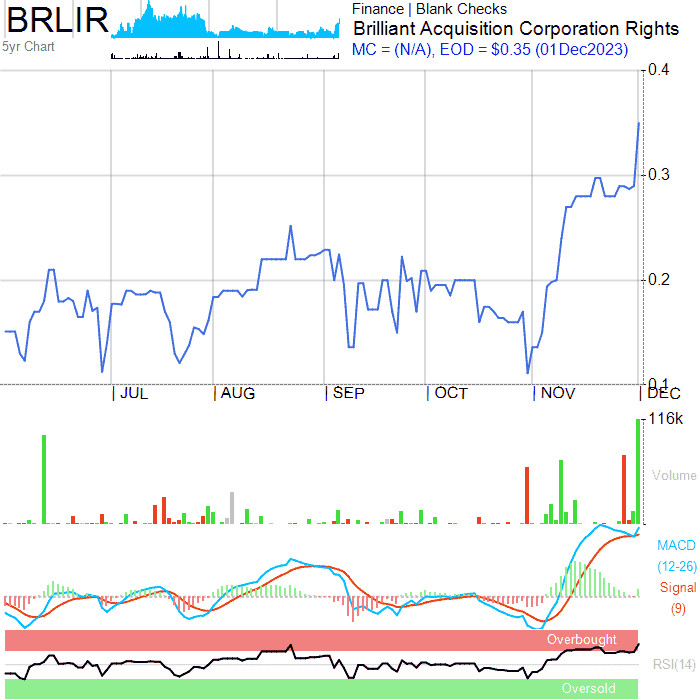 BRLIR
5yr Chart
Finance | Blank Checks
Brilliant Acquisition Corporation Rights
MC = (N/A), EOD = $0.35 (01Dec2023)
0.4
0.3
0.2
0.1
JUL AUG SEP OCT NOV DEC
116k
Volume
MACD
(12-26)
Signal
(9)
Overbought
RSI(14)
Oversold